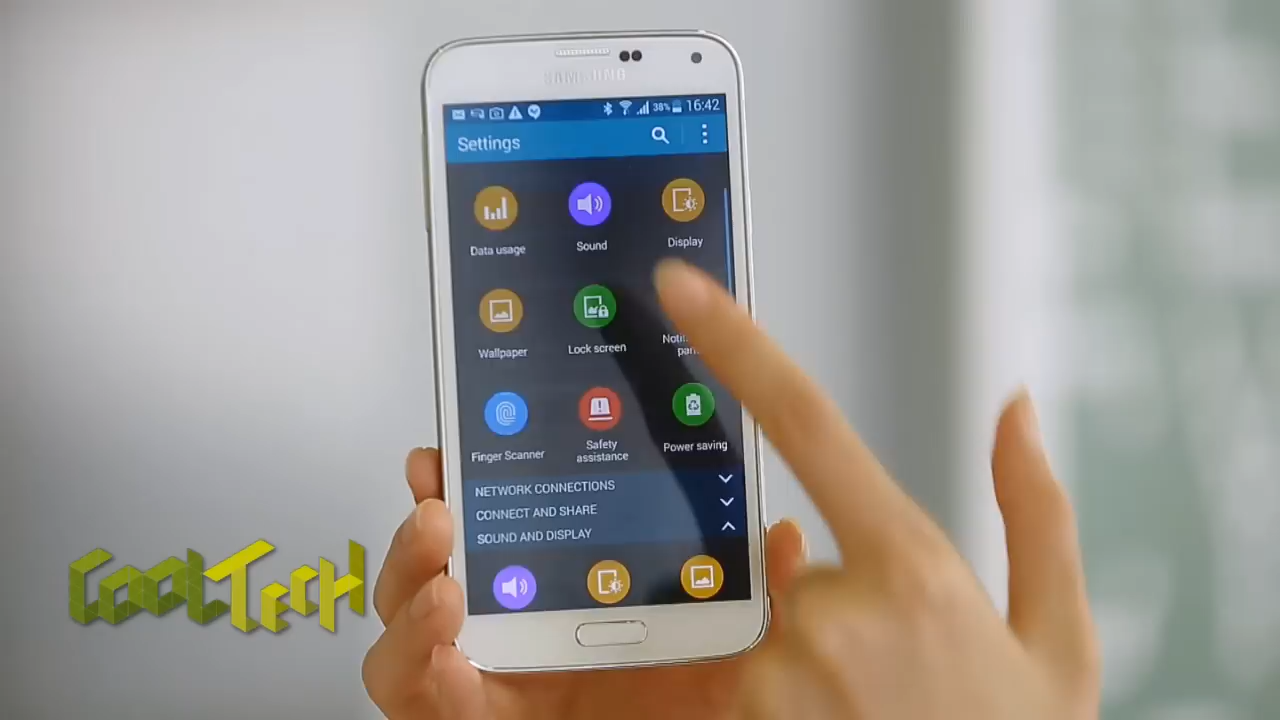 SAMSUNG
38% 16:42
Settings
Data usage
Sound
Display
Wallpaper
Lock screen
Finger Scanner
Safety
assistance
Power saving
NETWORK CONNECTIONS
CONNECT AND SHARE
SOUND AND DISPLAY
COOLTECH